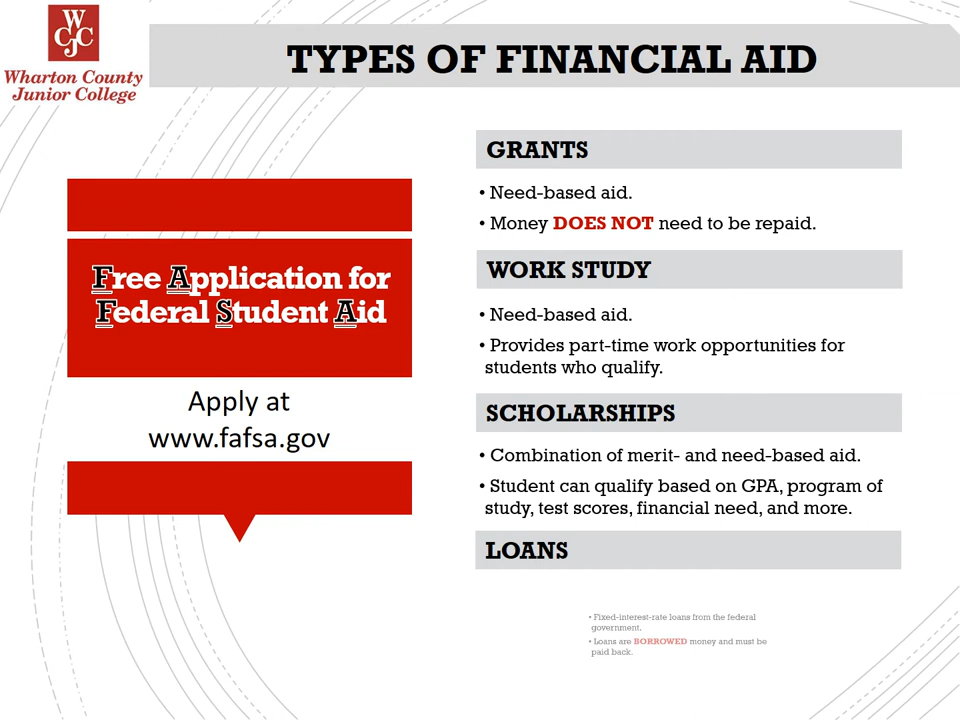 W
CJC
Wharton County
Junior College
TYPES OF FINANCIAL AID
Free Application for
Federal Student Aid
Apply at
www.fafsa.gov
GRANTS
• Need-based aid.
• Money DOES NOT need to be repaid.
WORK STUDY
• Need-based aid.
• Provides part-time work opportunities for
students who qualify.
SCHOLARSHIPS
• Combination of merit- and need-based aid.
• Student can qualify based on GPA, program of
study, test scores, financial need, and more.
LOANS
• Fixed-interest-rate loans from the federal
government.
• Loans are BORROWED money and must be
paid back.